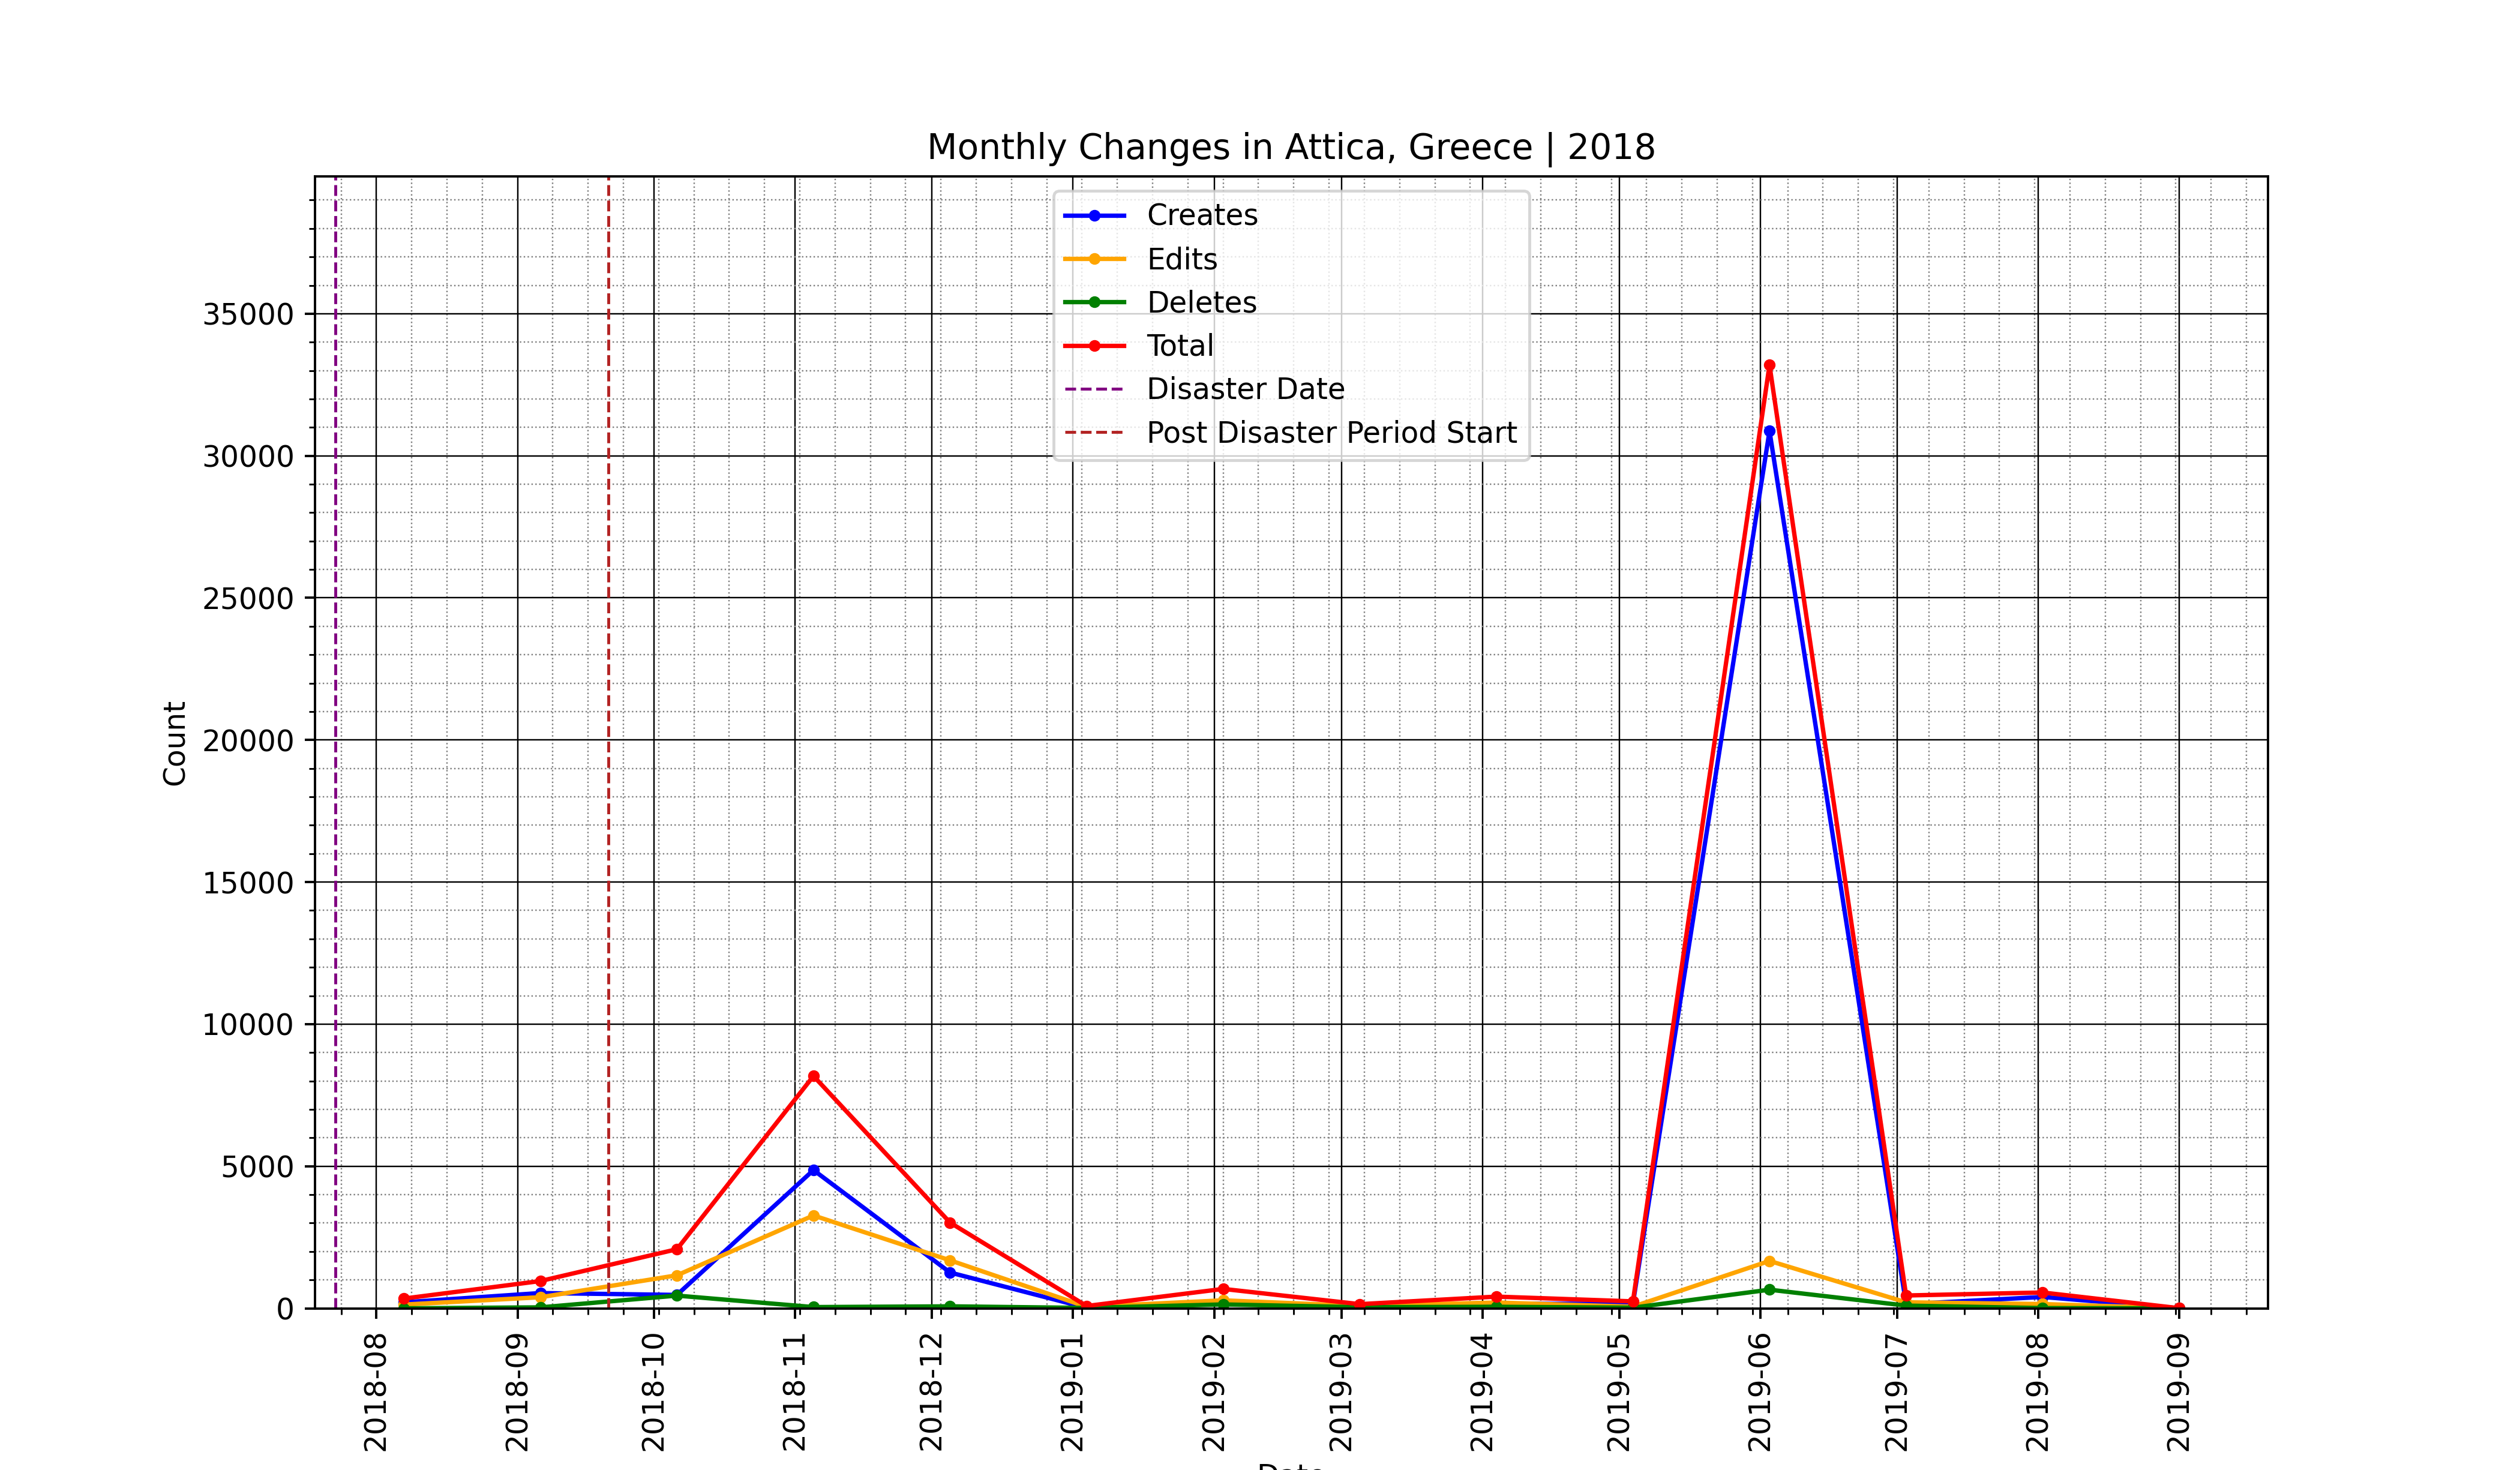 Monthly Changes in Attica, Greece | 2018
Creates
Edits
Deletes
Total
Disaster Date
Post Disaster Period Start
Count
35000
30000
25000
20000
15000
10000
5000
0
2018-08
2018-09
2018-10
2018-11
2018-12
2019-01
2019-02
2019-03
2019-04
2019-05
2019-06
2019-07
2019-08
2019-09
Date